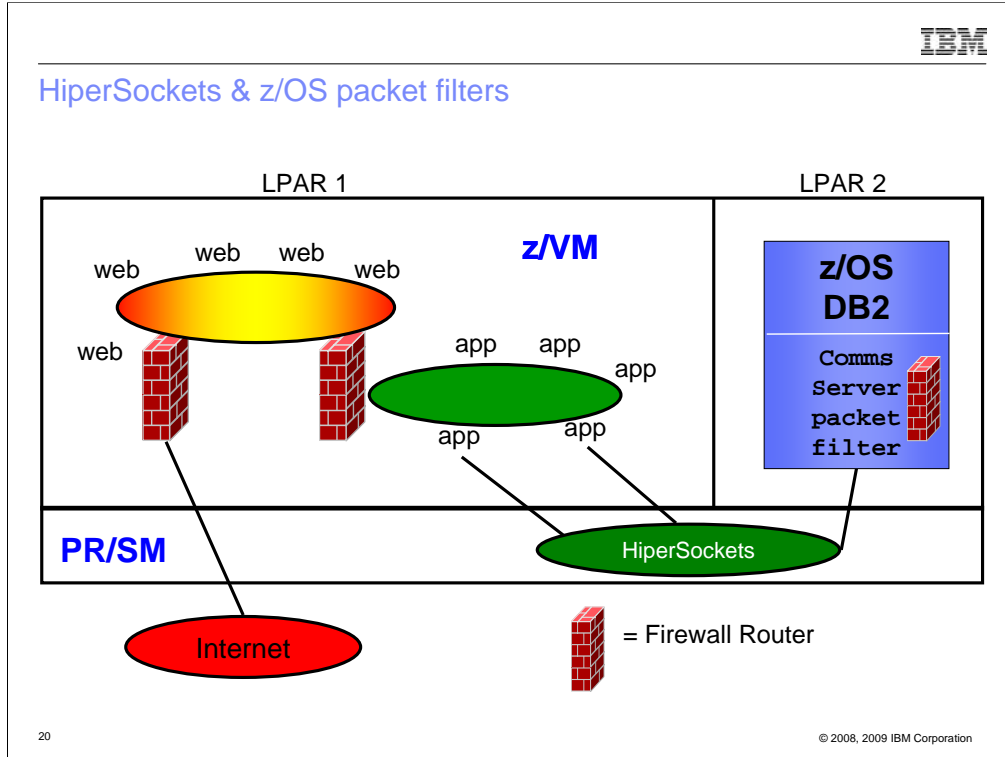 IBM
HiperSockets & z/OS packet filters
LPAR 1
LPAR 2
web
web
web
web
web
z/VM
app
app
app
app
app
z/OS
DB2
Comms
Server
packet
filter
PR/SM
HiperSockets
Internet
= Firewall Router
20
© 2008, 2009 IBM Corporation